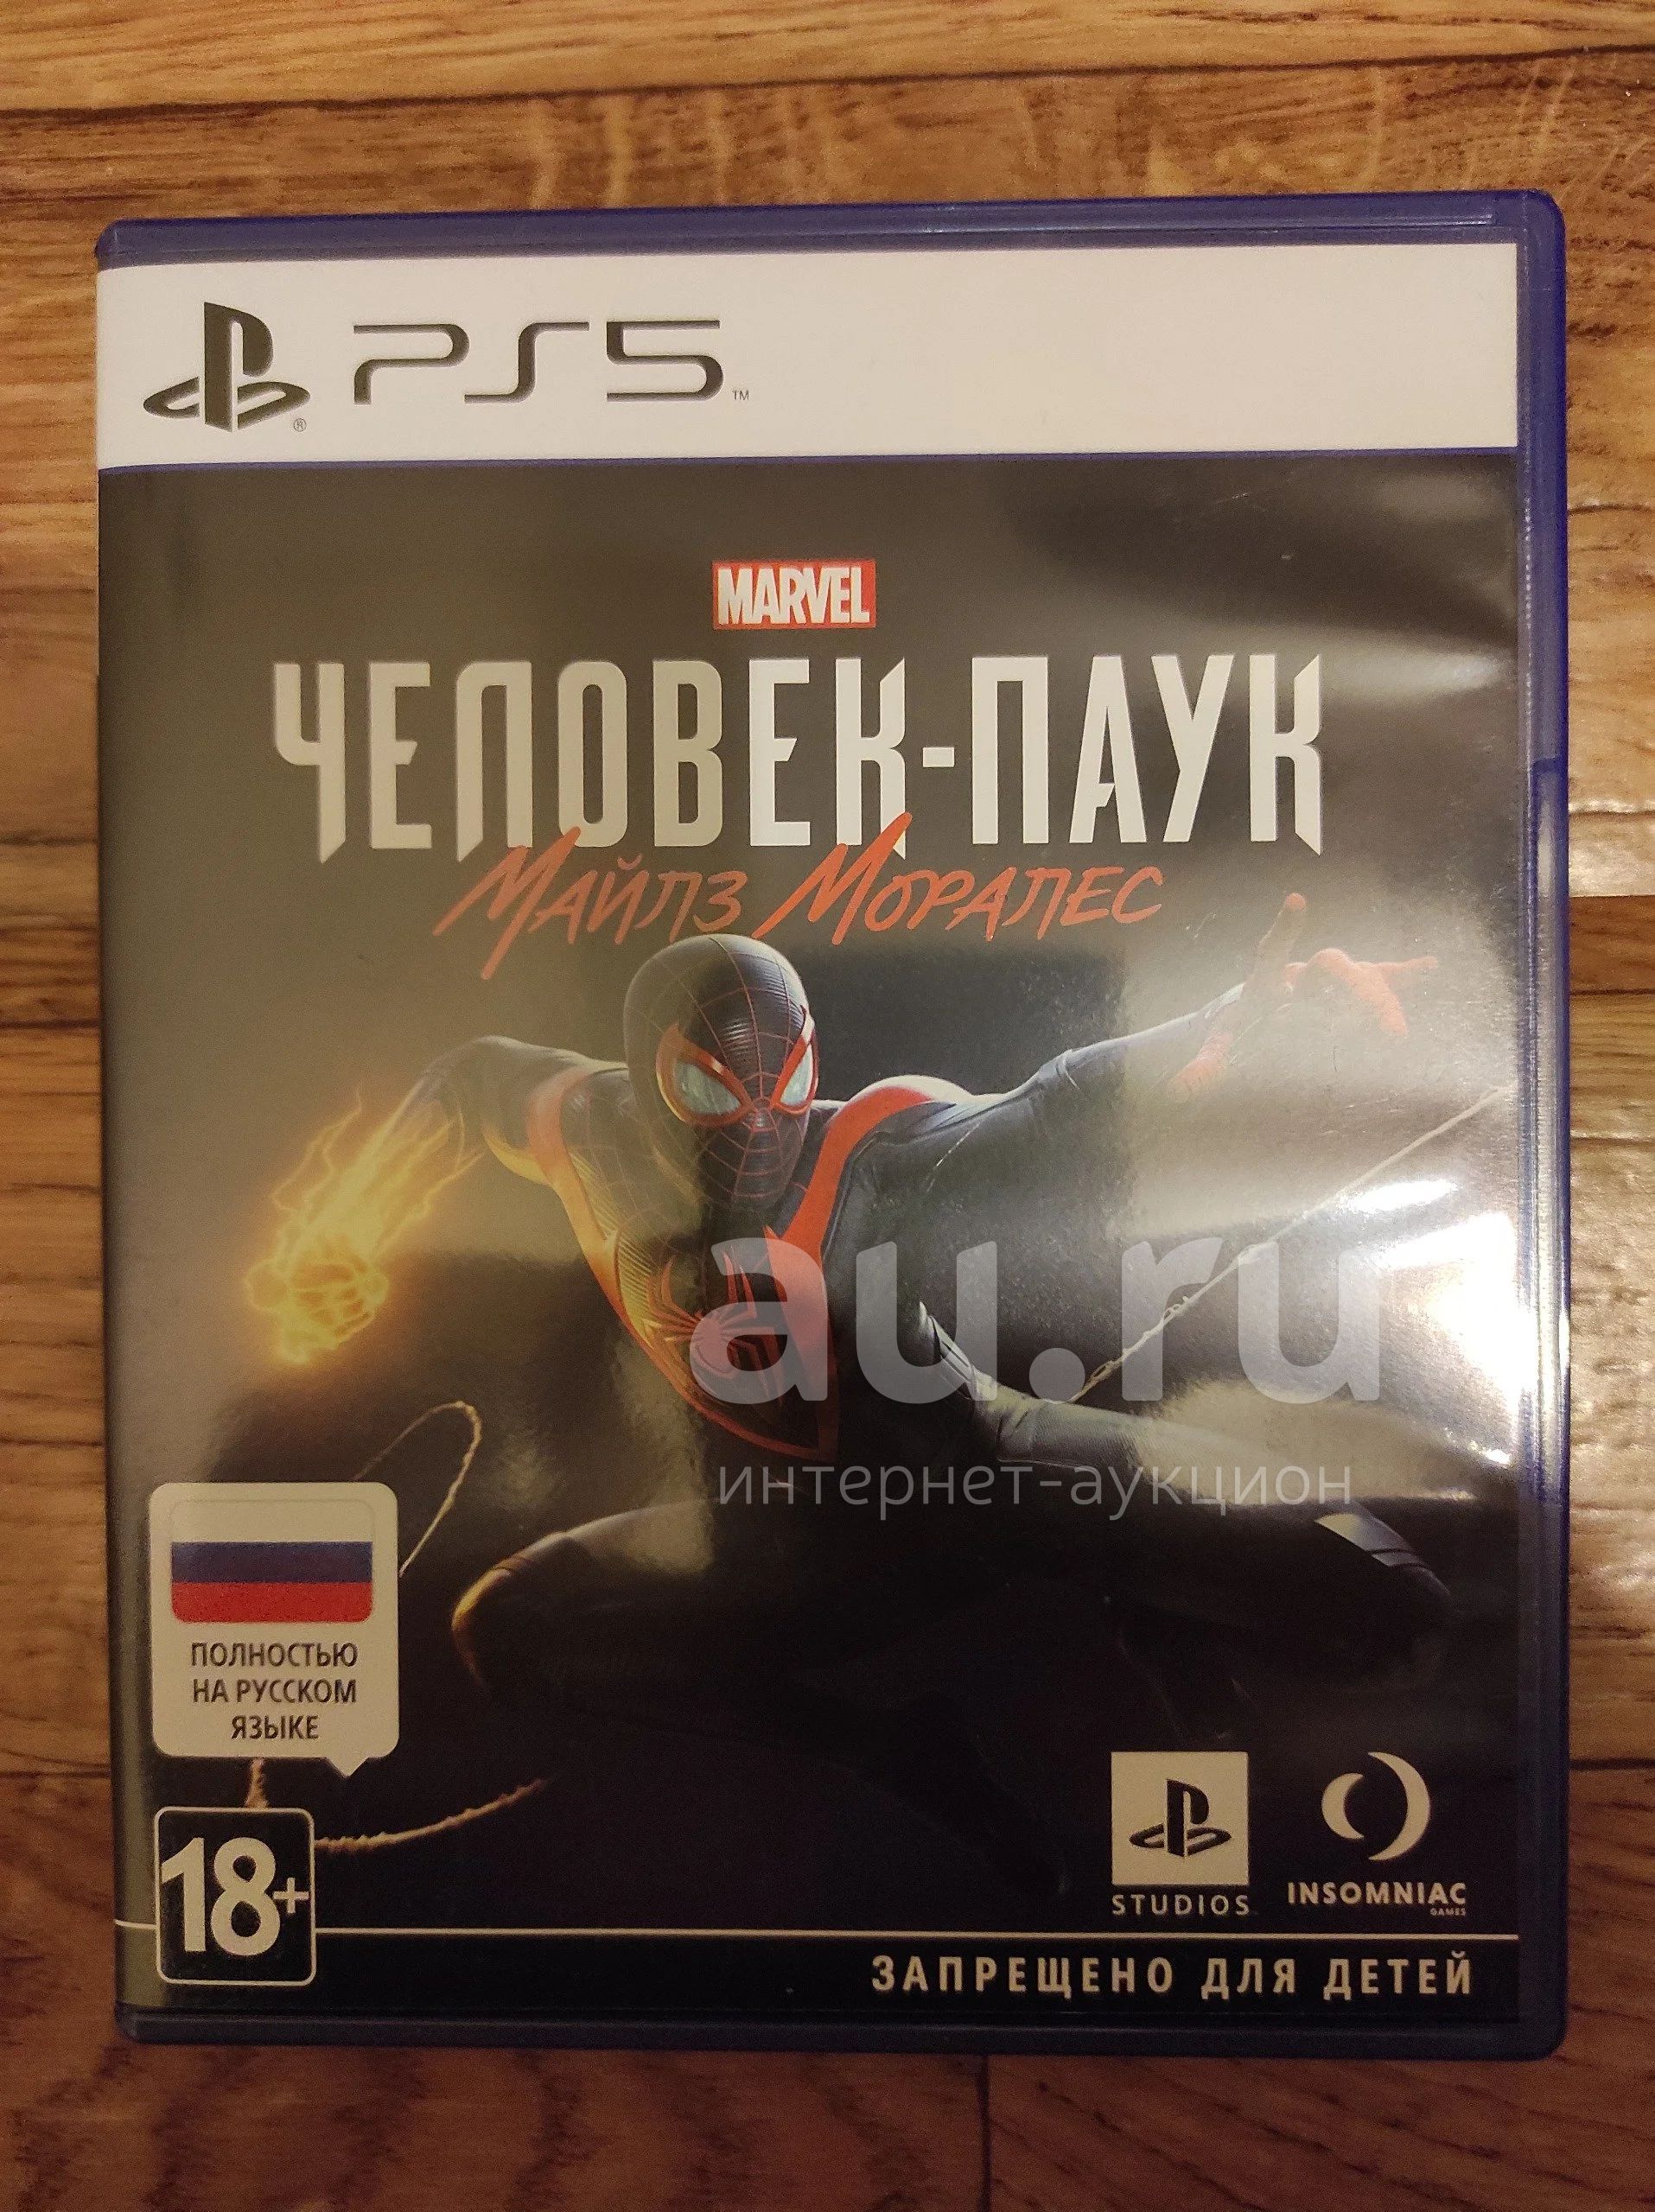 PS5™
MARVEL
ЧЕЛОВЕК-ПАУК
МАЙЛЗ МОРАЛЕС
au.ru
интернет-аукцион
ПОЛНОСТЬЮ
НА РУССКОМ
ЯЗЫКЕ
18+
STUDIOS
INSOMNIAC
GAMES
ЗАПРЕЩЕНО ДЛЯ ДЕТЕЙ